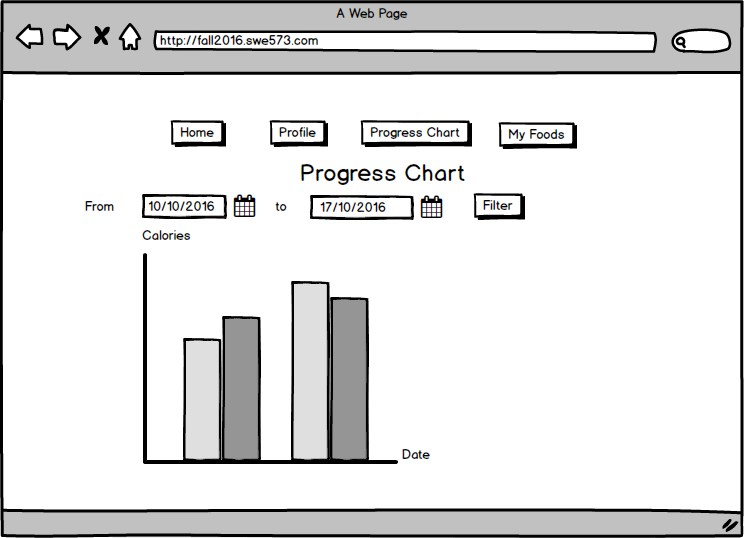 A Web Page
http://fall2016.swe573.com
Home Profile Progress Chart My Foods
Progress Chart
From 10/10/2016 to 17/10/2016 Filter
Calories
Date